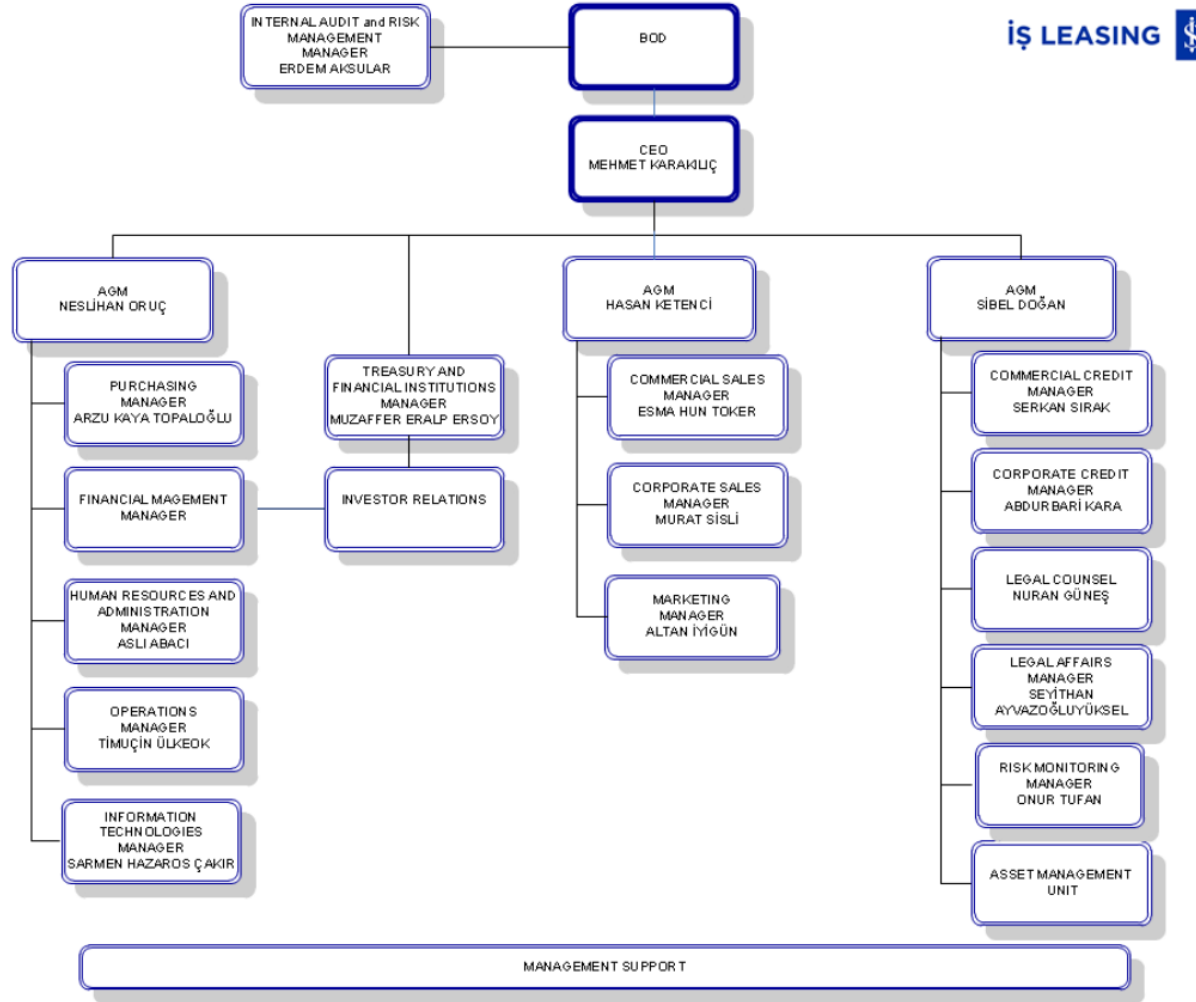 INTERNAL AUDIT and RISK
MANAGEMENT
MANAGER
ERDEM AKSULAR
BOD
İŞ LEASING
CEO
MEHMET KARAKILIÇ
AGM
NESLİHAN ORUÇ
PURCHASING
MANAGER
ARZU KAYA TOPALOĞLU
FINANCIAL MAGEMENT
MANAGER
HUMAN RESOURCES AND
ADMINISTRATION
MANAGER
ASLI ABACI
OPERATIONS
MANAGER
TİMUÇİN ÜLKEOK
INFORMATION
TECHNOLOGIES
MANAGER
SARMEN HAZAROS ÇAKIR
TREASURY AND
FINANCIAL INSTITUTIONS
MANAGER
MUZAFFER ERALP ERSOY
INVESTOR RELATIONS
AGM
HASAN KETENCİ
COMMERCIAL SALES
MANAGER
ESMA HUN TOKER
CORPORATE SALES
MANAGER
MURAT SİSLİ
MARKETING
MANAGER
ALTAN İYİGÜN
AGM
SİBEL DOĞAN
COMMERCIAL CREDIT
MANAGER
SERKAN SIRAK
CORPORATE CREDIT
MANAGER
ABDURBARİ KARA
LEGAL COUNSEL
NURAN GÜNEŞ
LEGAL AFFAIRS
MANAGER
SEYİTHAN
AYVAZOĞLUYÜKSEL
RISK MONITORING
MANAGER
ONUR TUFAN
ASSET MANAGEMENT
UNIT
MANAGEMENT SUPPORT